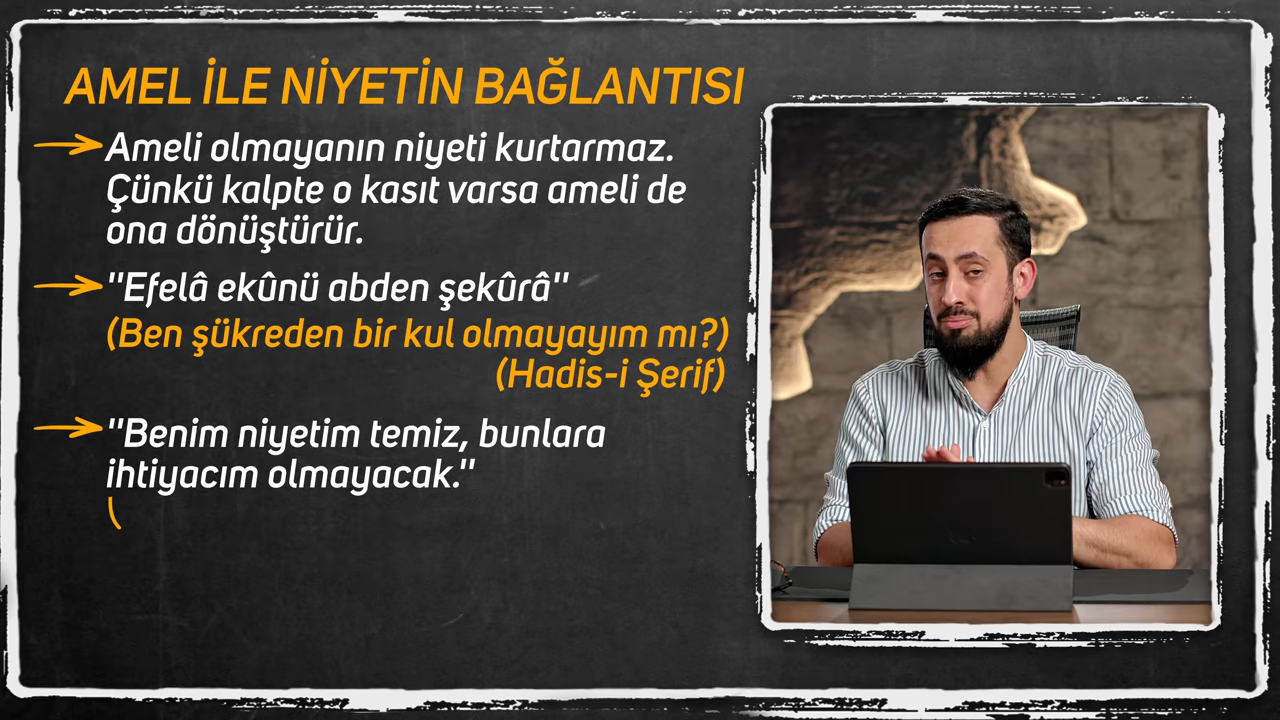 AMEL İLE NİYETİN BAĞLANTISI
Ameli olmayanın niyeti kurtarmaz.
Çünkü kalpte o kasıt varsa ameli de
ona dönüştürür.
"Efelâ ekûnü abden şekûrâ"
(Ben şükreden bir kul olmayayım mı?)
(Hadis-i Şerif)
"Benim niyetim temiz, bunlara
ihtiyacım olmayacak."
(